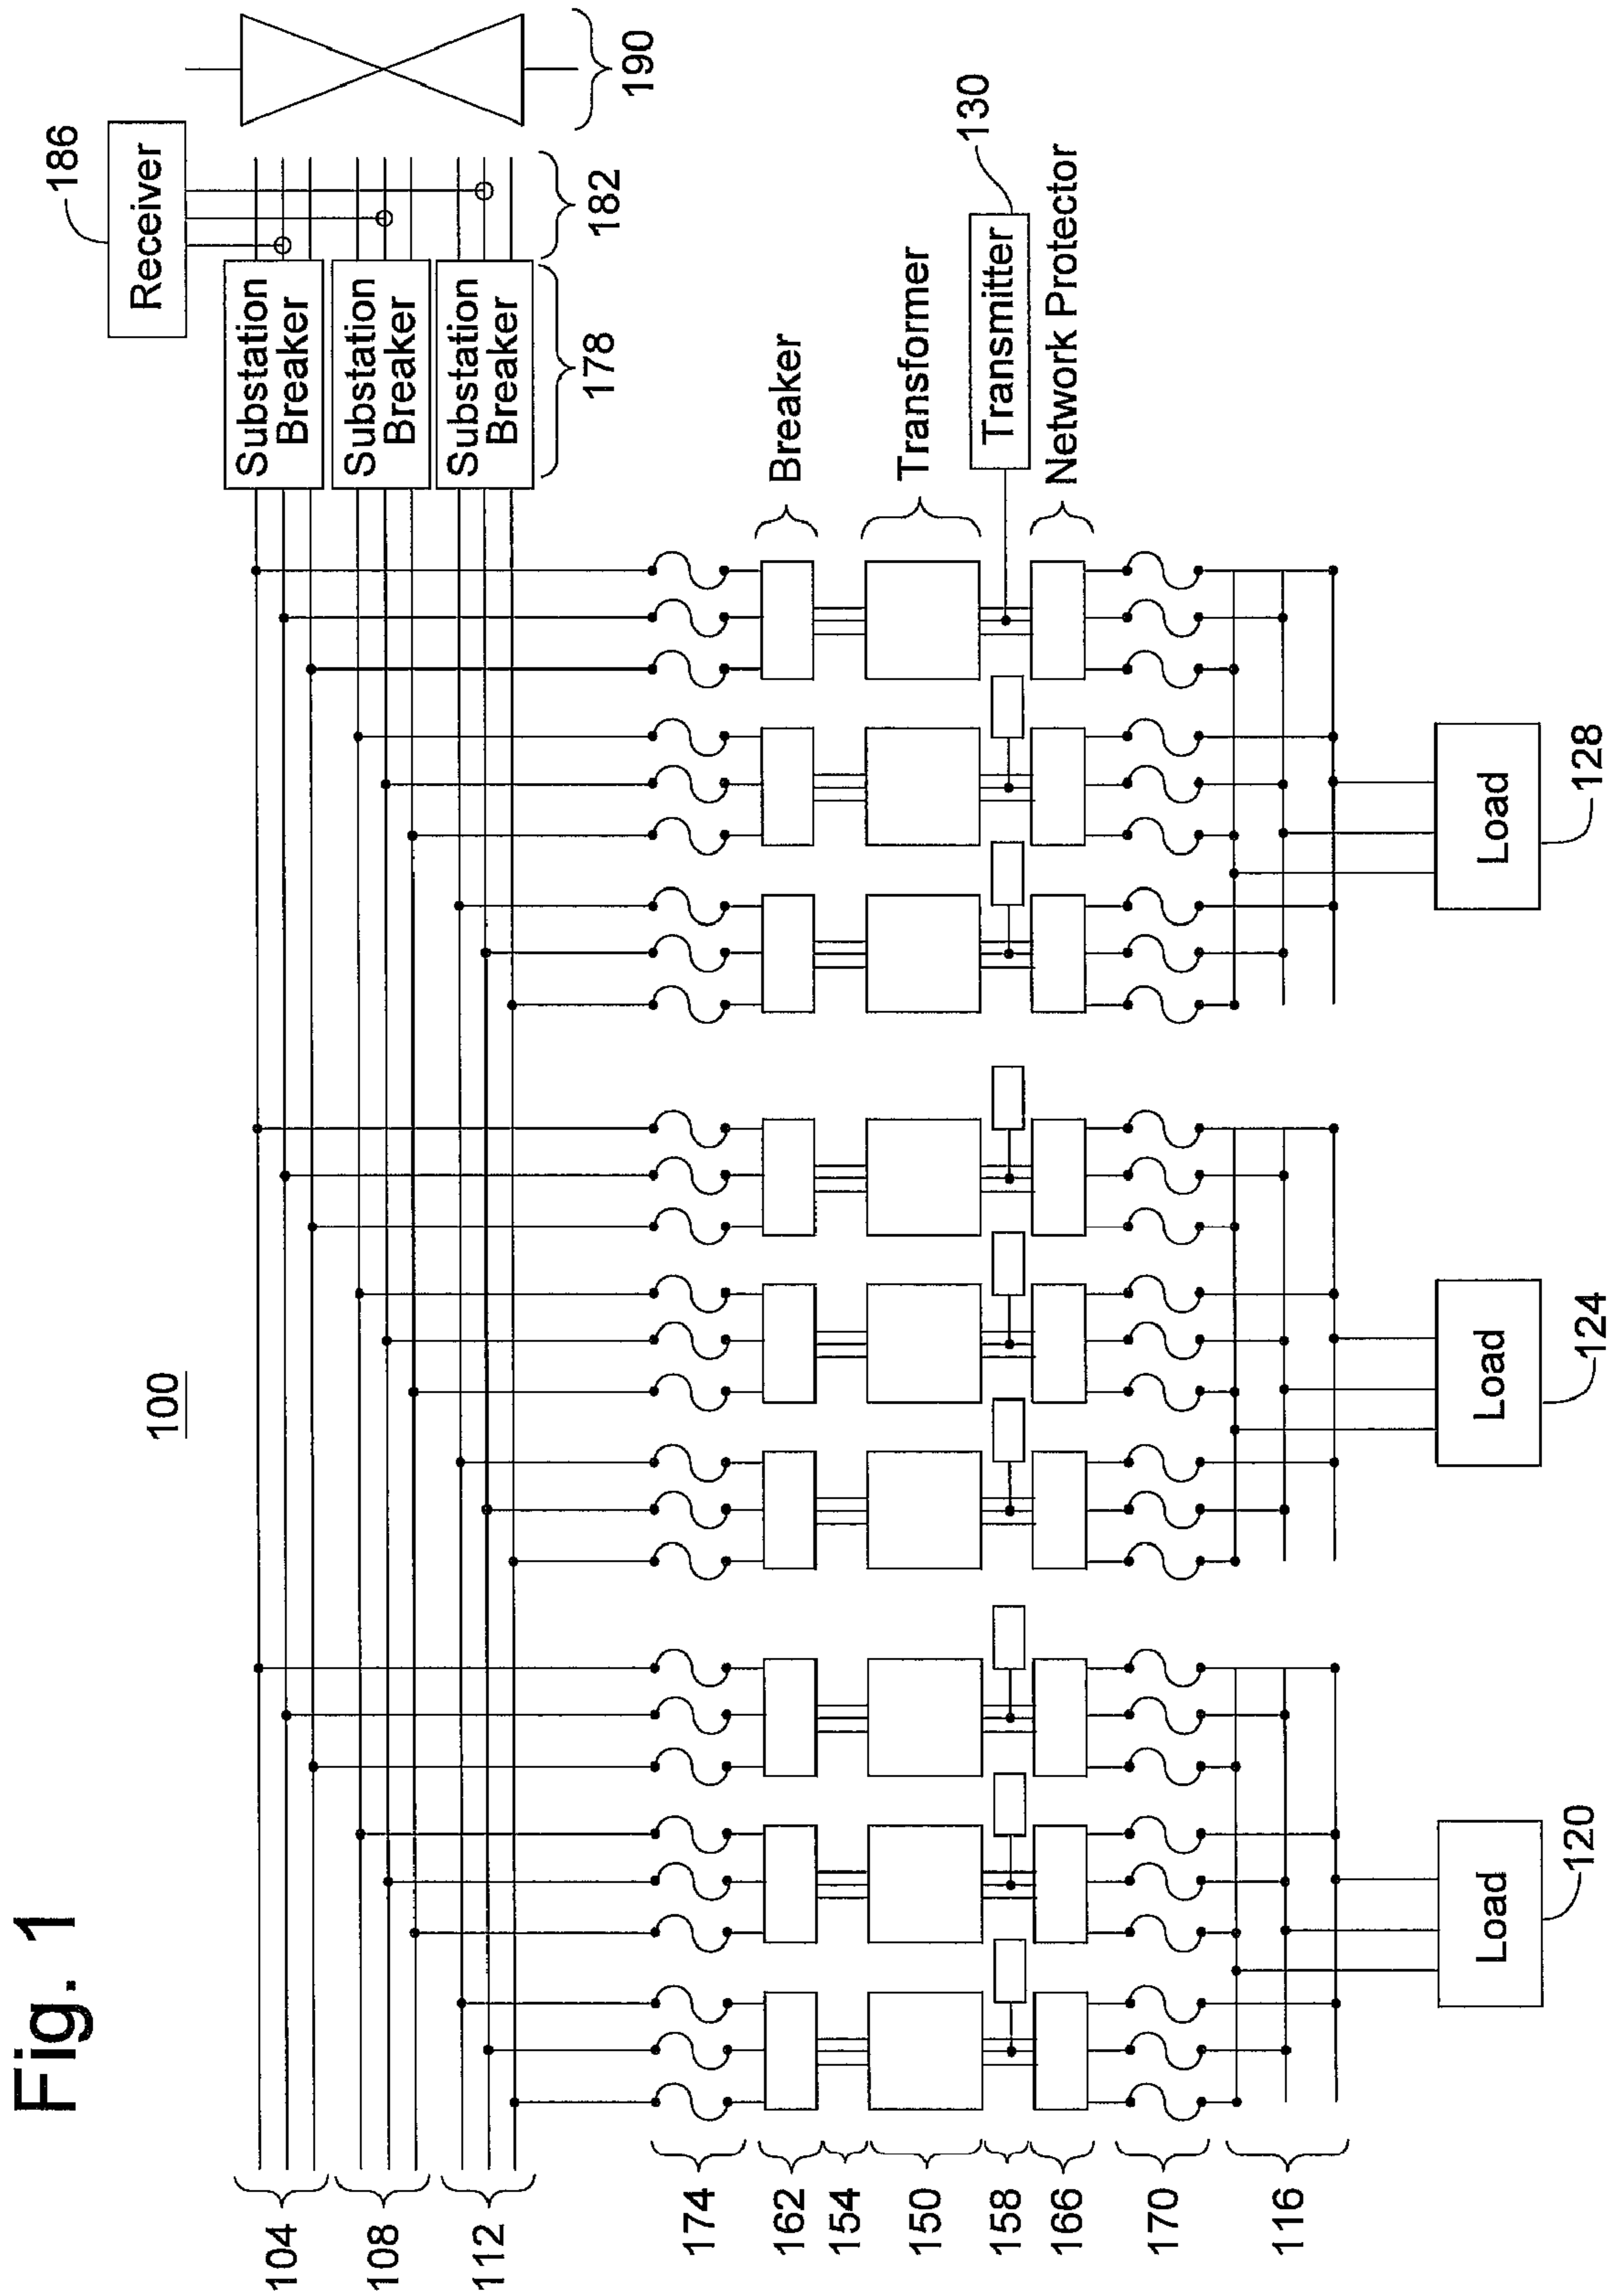 Fig. 1
100
186
Receiver
190
182
Substation
Breaker
Substation
Breaker
Substation
Breaker
178
104
108
112
Breaker
Transformer
Transmitter
130
Network Protector
174
162
154
150
158
166
170
116
Load
120
Load
124
Load
128